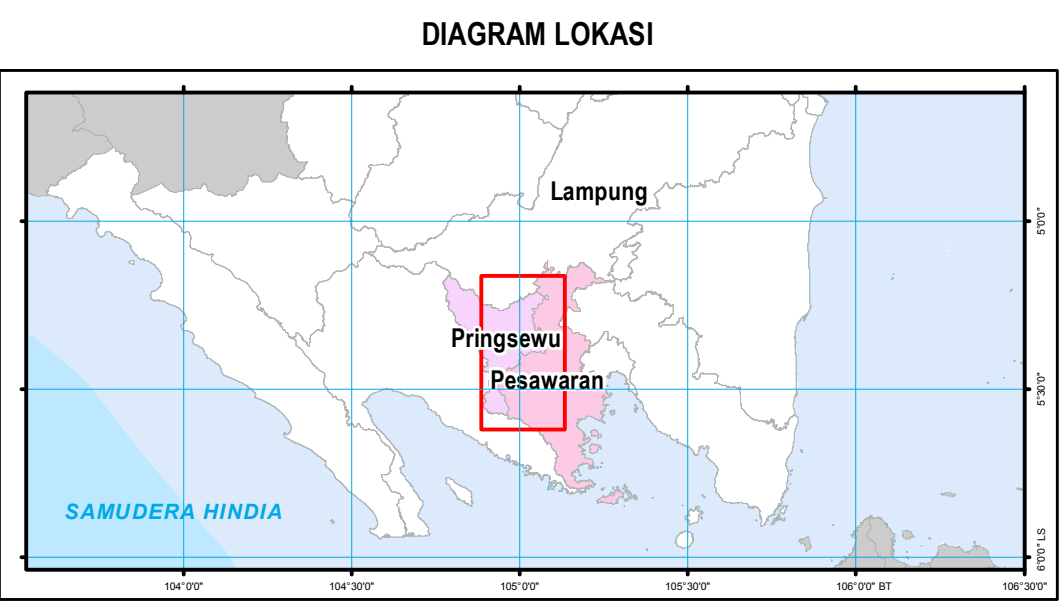 DIAGRAM LOKASI
Lampung
5°0'0"
Pringsewu
Pesawaran
5°30'0"
SAMUDERA HINDIA
6°0'0" LS
104°0'0"
104°30'0"
105°0'0"
105°30'0"
106°0'0" BT
106°30'0"